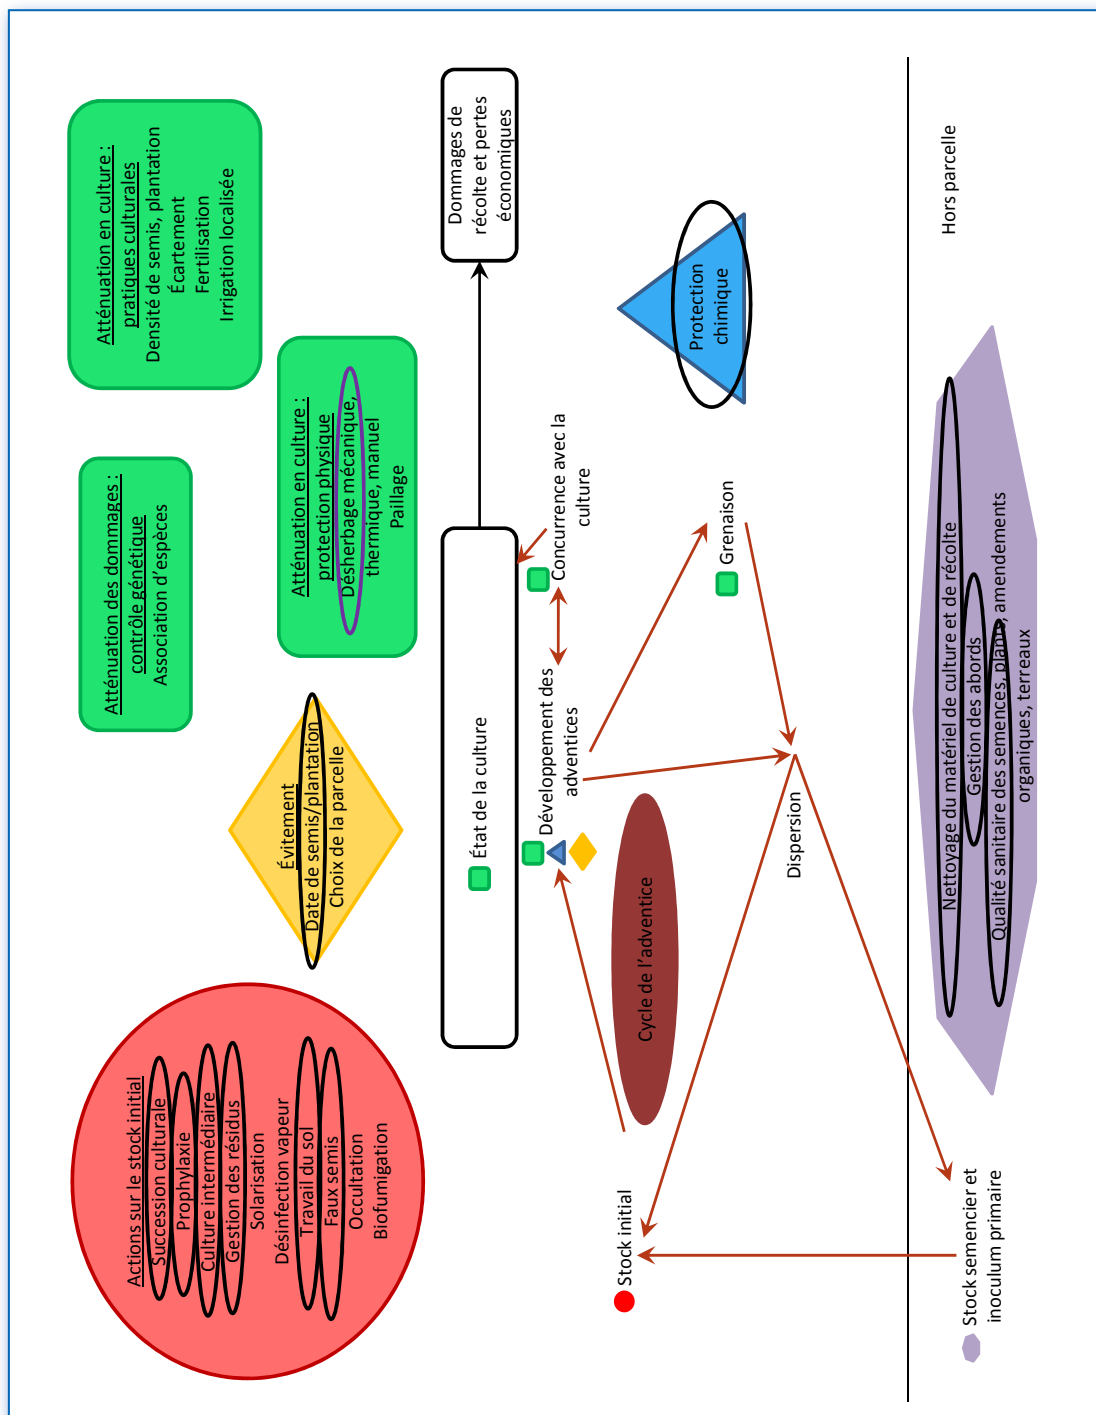 Actions sur le stock initial
Succession culturale
Prophylaxie
Culture intermédiaire
Gestion des résidus
Solarisation
Désinfection vapeur
Travail du sol
Faux semis
Occultation
Biofumigation
Évitement
Date de semis/plantation
Choix de la parcelle
Atténuation des dommages :
contrôle génétique
Association d’espèces
Atténuation en culture :
protection physique
Désherbage mécanique,
thermique, manuel
Paillage
Atténuation en culture :
pratiques culturales
Densité de semis, plantation
Écartement
Fertilisation
Irrigation localisée
État de la culture
Dommages de
récolte et pertes
économiques
Développement des
adventices
Concurrence avec la
culture
Stock initial
Cycle de l’adventice
Grenaison
Protection
chimique
Dispersion
Hors parcelle
Stock semencier et
inoculum primaire
Nettoyage du matériel de culture et de récolte
Gestion des abords
Qualité sanitaire des semences, plants, amendements
organiques, terreaux